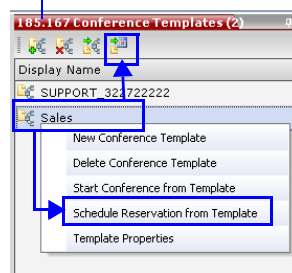 185.167 Conference Templates (2)
Display Name
SUPPORT_322722222
Sales
New Conference Template
Delete Conference Template
Start Conference from Template
Schedule Reservation from Template
Template Properties